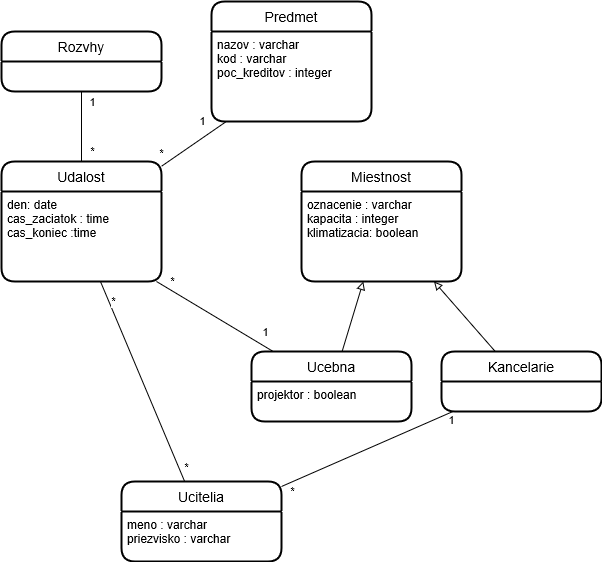 Predmet
nazov : varchar
kod : varchar
poc_kreditov : integer
Rozvhy
1
*
1
*
Udalost
den: date
cas_zaciatok : time
cas_koniec :time
Miestnost
oznacenie : varchar
kapacita : integer
klimatizacia: boolean
*
*
1
Ucebna
projektor : boolean
Kancelarie
1
*
*
Ucitelia
meno : varchar
priezvisko : varchar